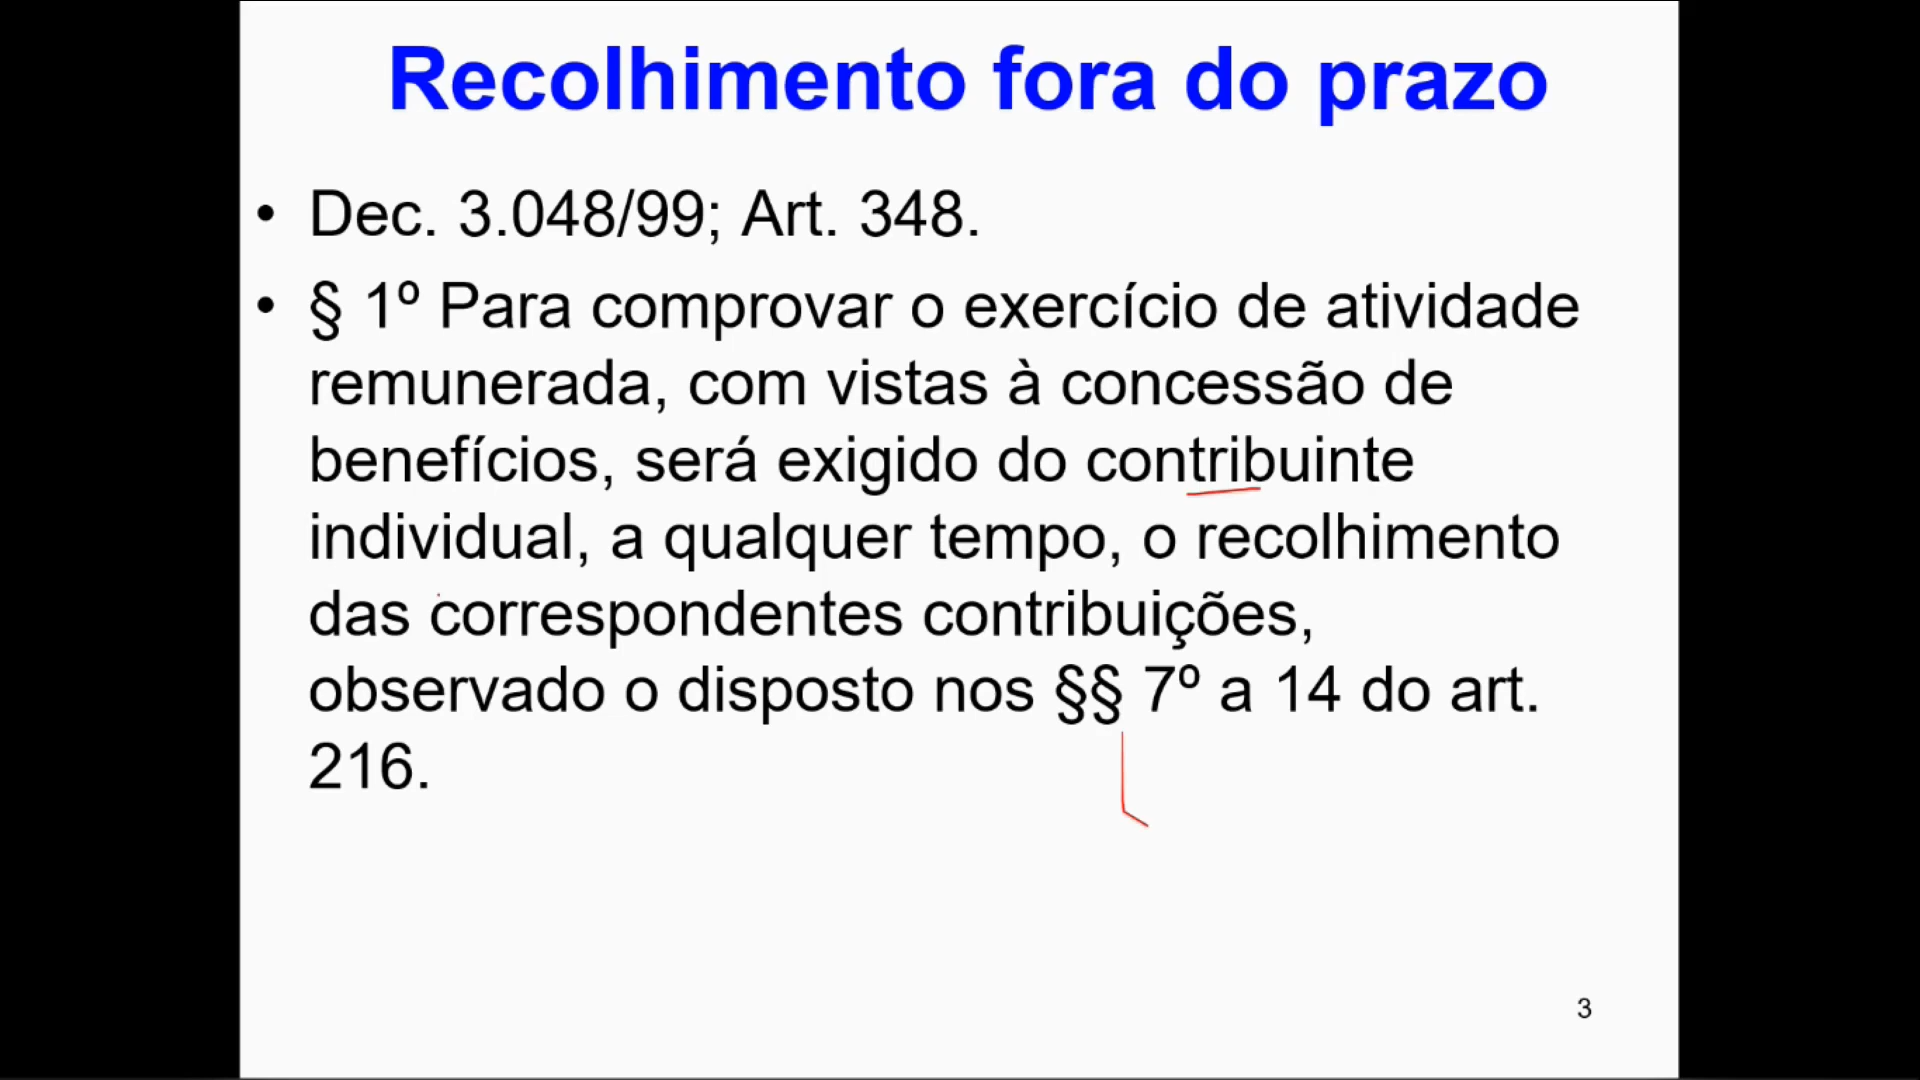 Recolhimento fora do prazo
• Dec. 3.048/99; Art. 348.
• § 1º Para comprovar o exercício de atividade
remunerada, com vistas à concessão de
benefícios, será exigido do contribuinte
individual, a qualquer tempo, o recolhimento
das correspondentes contribuições,
observado o disposto nos §§ 7º a 14 do art.
216.
3